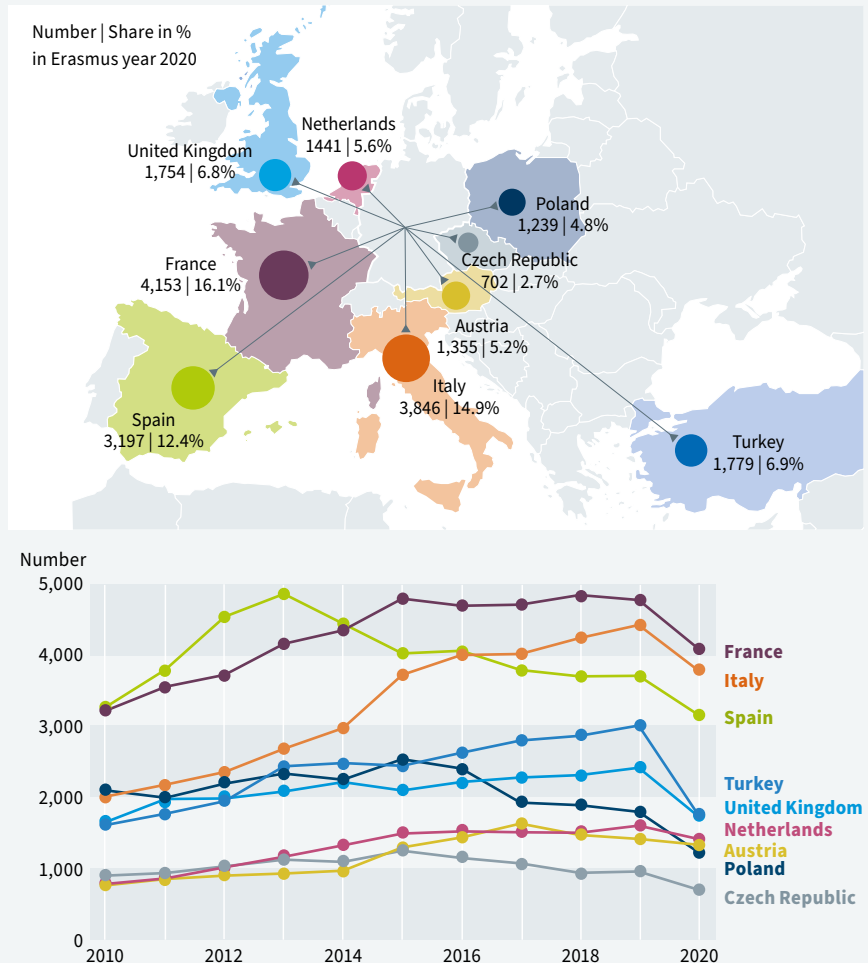 Number | Share in %
in Erasmus year 2020
Netherlands
1441 | 5.6%
United Kingdom
1,754 | 6.8%
Poland
1,239 | 4.8%
Czech Republic
702 | 2.7%
France
4,153 | 16.1%
Austria
1,355 | 5.2%
Italy
3,846 | 14.9%
Spain
3,197 | 12.4%
Turkey
1,779 | 6.9%
Number
5,000
4,000
3,000
2,000
1,000
0
2010
2012
2014
2016
2018
2020
France
Italy
Spain
Turkey
United Kingdom
Netherlands
Austria
Poland
Czech Republic